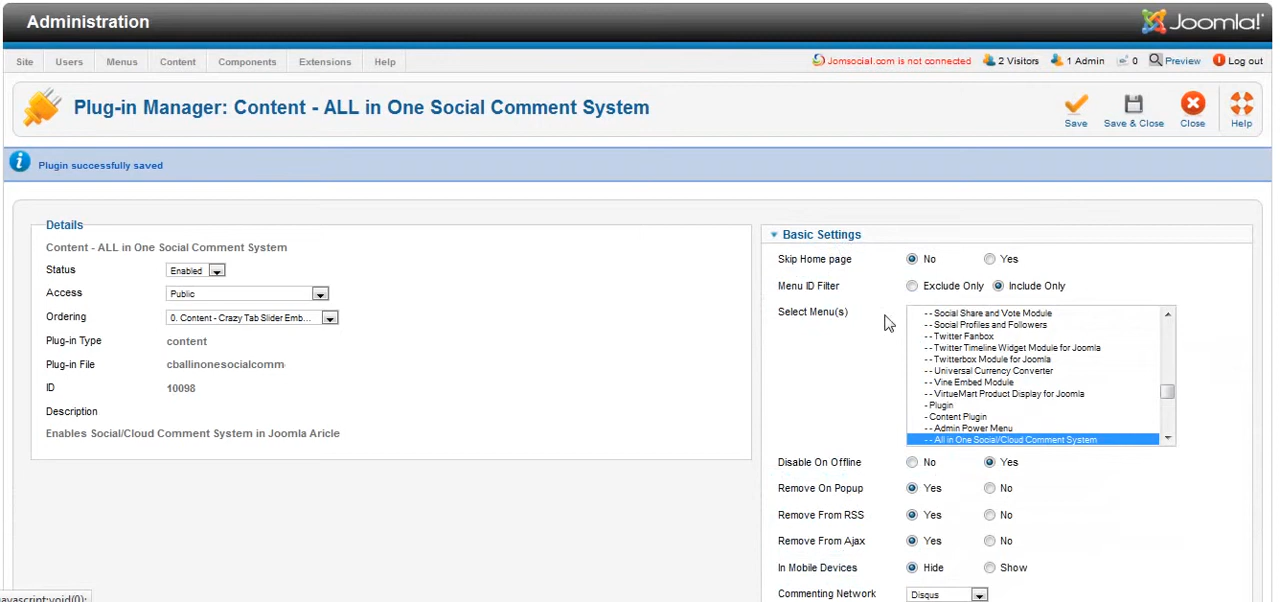 Administration
Joomla!
Site Users Menus Content Components Extensions Help
Jomsocial.com is not connected 2 Visitors 1 Admin 0 Preview Log out
Plug-in Manager: Content - ALL in One Social Comment System
Save Save & Close Close Help
Plugin successfully saved
Details
Content - ALL in One Social Comment System
Status Enabled
Access Public
Ordering 0. Content - Crazy Tab Slider Emb...
Plug-in Type content
Plug-in File cballinonesocialcomm
ID 10098
Description
Enables Social/Cloud Comment System in Joomla Aricle
Basic Settings
Skip Home page No Yes
Menu ID Filter Exclude Only Include Only
Select Menu(s)
- - Social Share and Vote Module
- - Social Profiles and Followers
- - Twitter Fanbox
- - Twitter Timeline Widget Module for Joomla
- - Twitterbox Module for Joomla
- - Universal Currency Converter
- - Vine Embed Module
- - VirtueMart Product Display for Joomla
- Plugin
- Content Plugin
- - Admin Power Menu
- - All in One Social/Cloud Comment System
Disable On Offline No Yes
Remove On Popup Yes No
Remove From RSS Yes No
Remove From Ajax Yes No
In Mobile Devices Hide Show
Commenting Network Disqus
javascript:void(0);